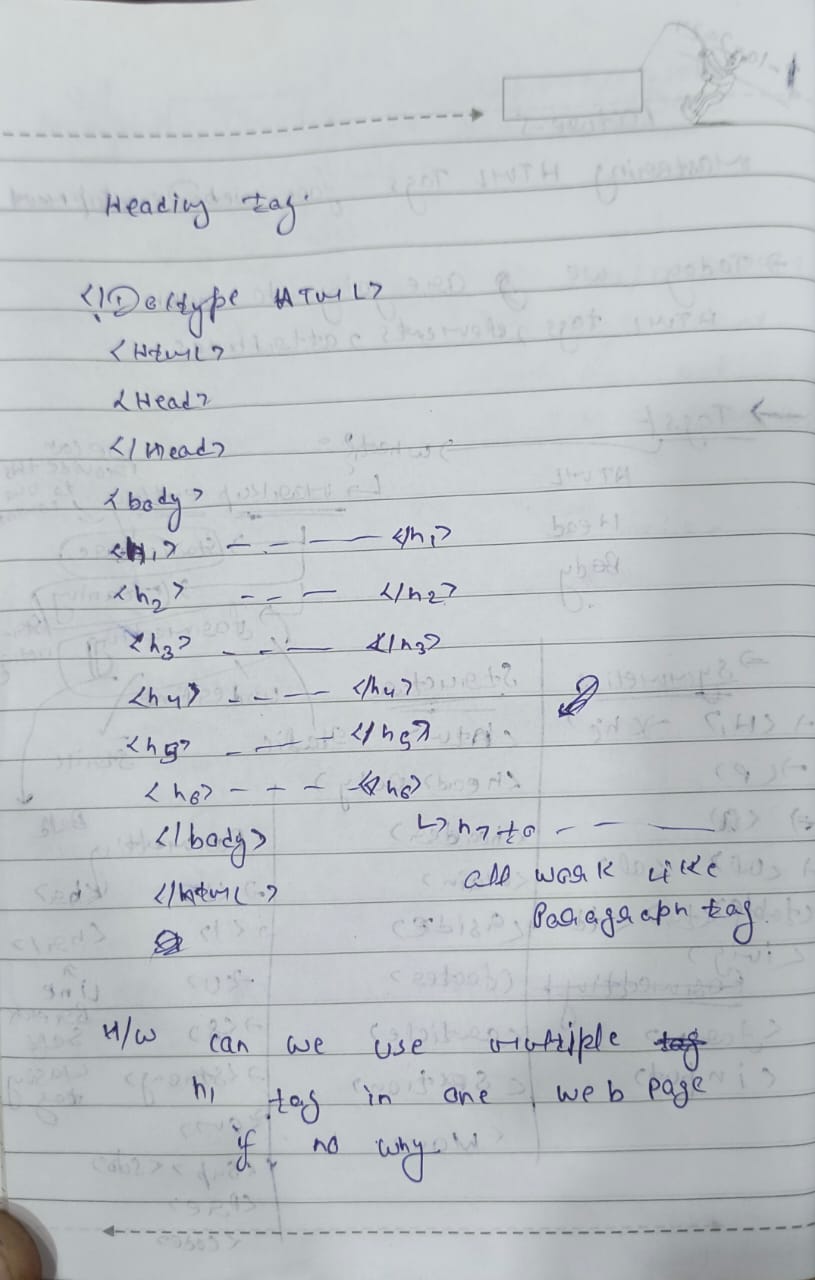 Heading tag.
<!Doctype HTML>
<Html>
<Head>
</Head>
<body>
<H1> - - - </h1>
<h2> - - - </h2>
<h3> - - - </h3>
<h4> - - - </h4>
<h5> - - - </h5>
<h6> - - - </h6>
</body> ↳ h7 to - - -
</html> all work like
Paragraph tag.
H/W can we use multiple tag
h1 tag in one web page
if no why.